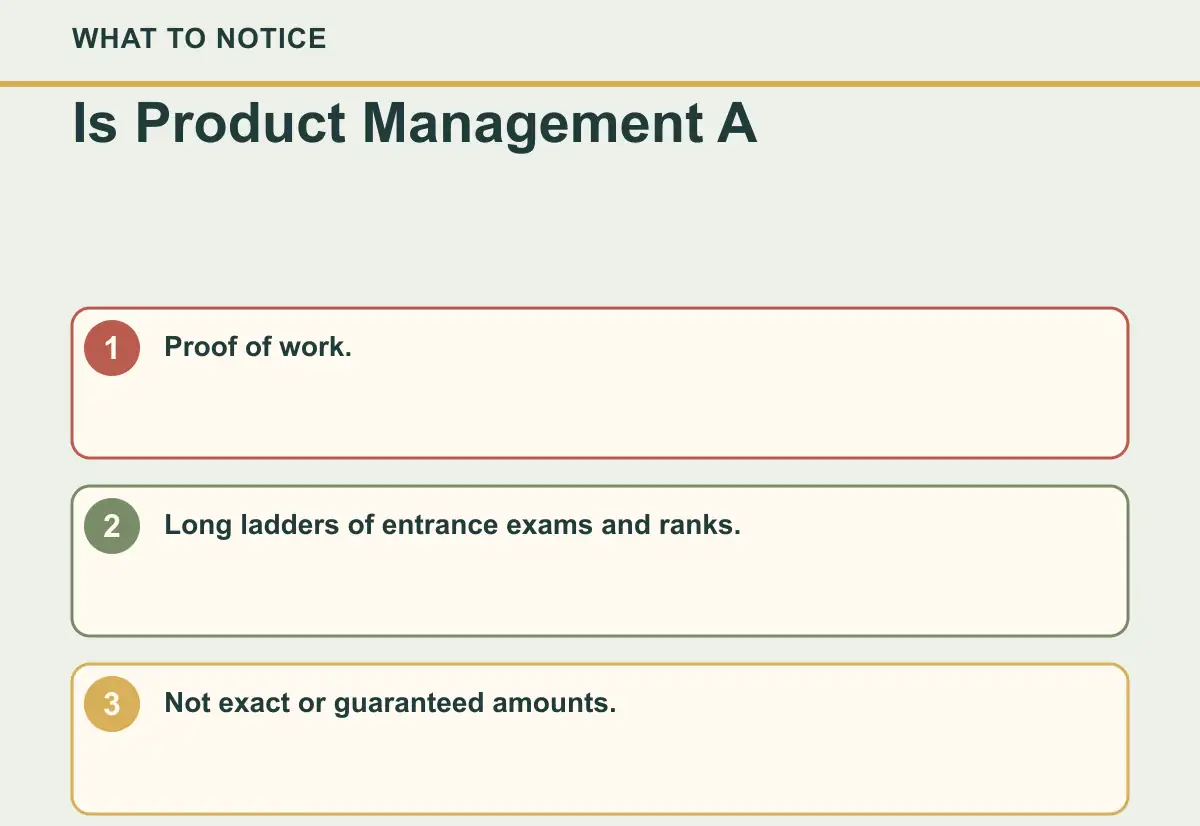 WHAT TO NOTICE
Is Product Management A
1
Proof of work.
2
Long ladders of entrance exams and ranks.
3
Not exact or guaranteed amounts.